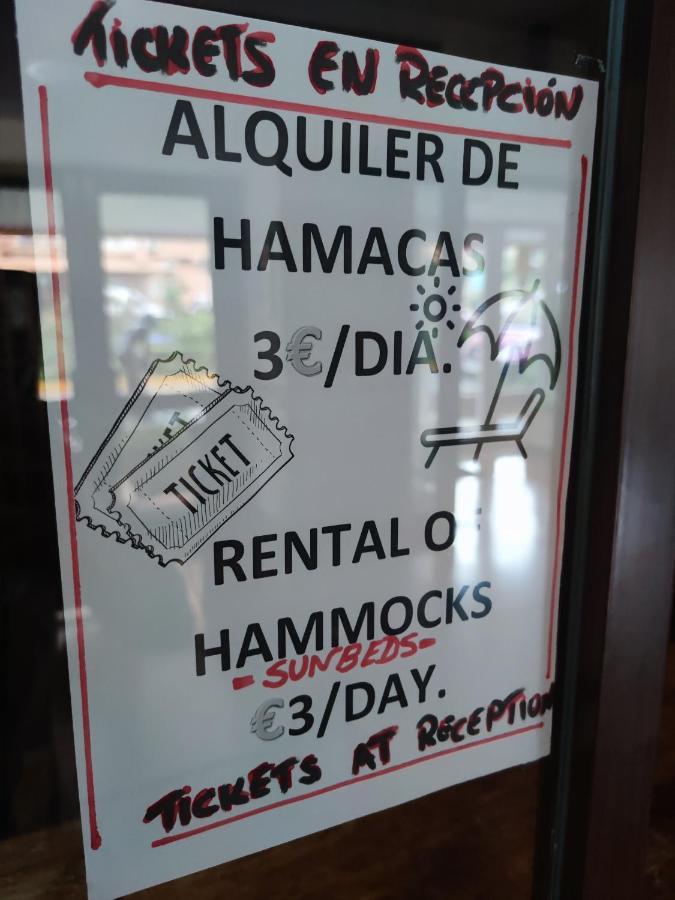 TICKETS EN RECEPCIÓN
ALQUILER DE
HAMACAS
3€/DIA.
TICKET
RENTAL OF
HAMMOCKS
-SUNBEDS-
€3/DAY.
TICKETS AT RECEPTION